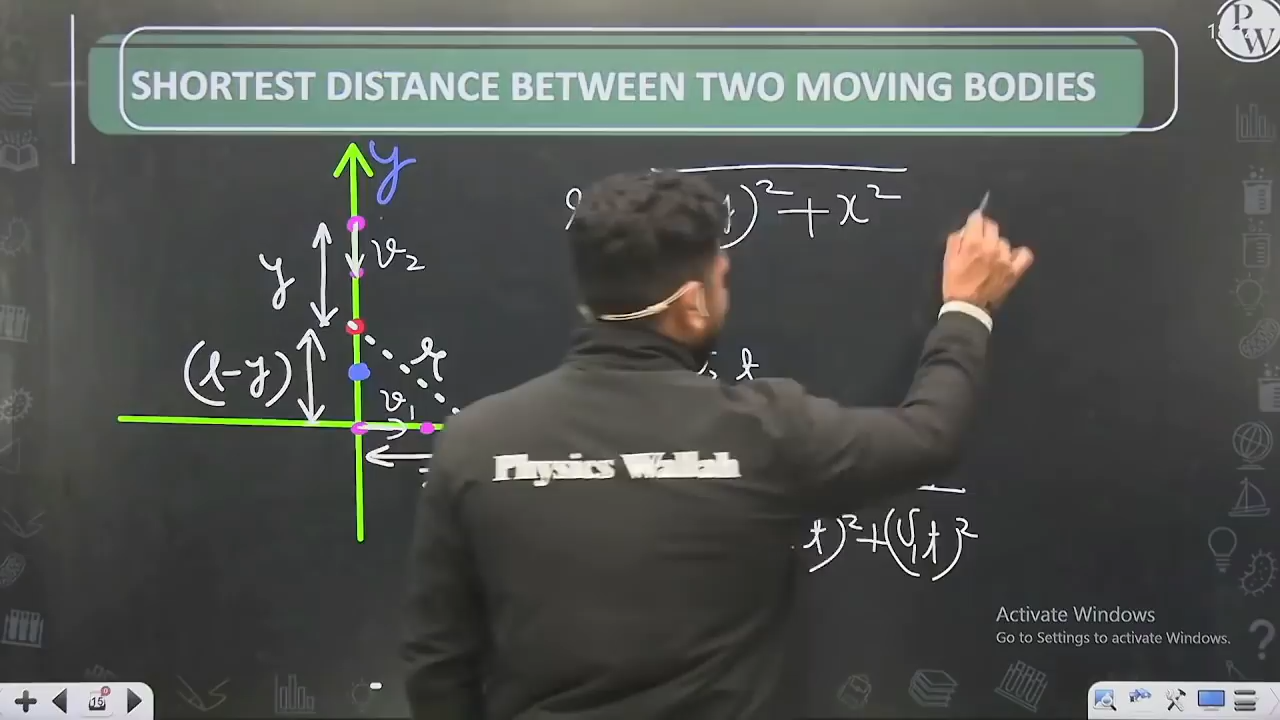 P
W
SHORTEST DISTANCE BETWEEN TWO MOVING BODIES
y
)² + x²
v₂
y
(l-y)
r
v₁
t
Physics Wallah
t)² + (v₁t)²
Activate Windows
Go to Settings to activate Windows.
15